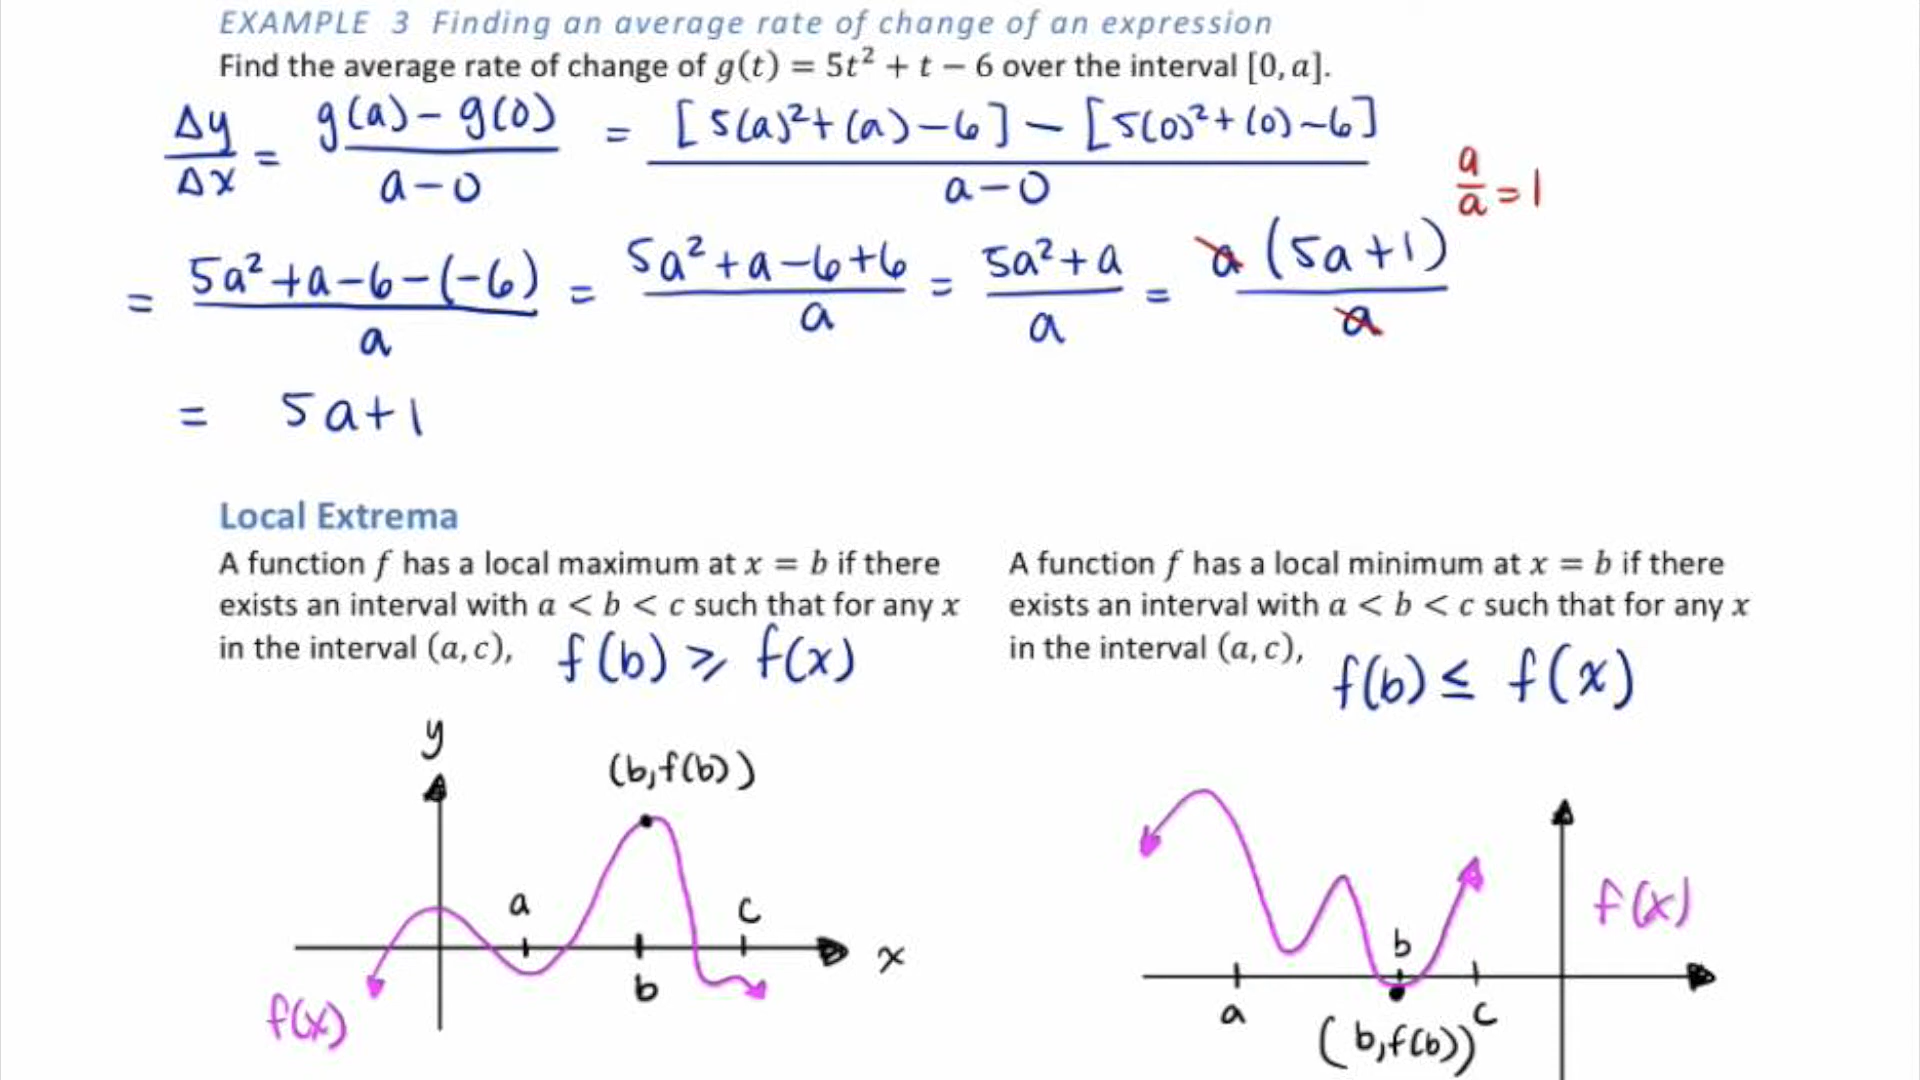 EXAMPLE 3 Finding an average rate of change of an expression
Find the average rate of change of g(t) = 5t² + t − 6 over the interval [0, a].
Δy/Δx = (g(a) − g(0))/(a − 0) = ([5(a)² + (a) − 6] − [5(0)² + (0) − 6])/(a − 0)
a/a = 1
= (5a² + a − 6 − (−6))/a = (5a² + a − 6 + 6)/a = (5a² + a)/a = a(5a + 1)/a
= 5a + 1
Local Extrema
A function f has a local maximum at x = b if there
exists an interval with a < b < c such that for any x
in the interval (a, c), f(b) ≥ f(x)
A function f has a local minimum at x = b if there
exists an interval with a < b < c such that for any x
in the interval (a, c), f(b) ≤ f(x)
y
(b, f(b))
a
c
x
b
f(x)
f(x)
b
a
c
(b, f(b))